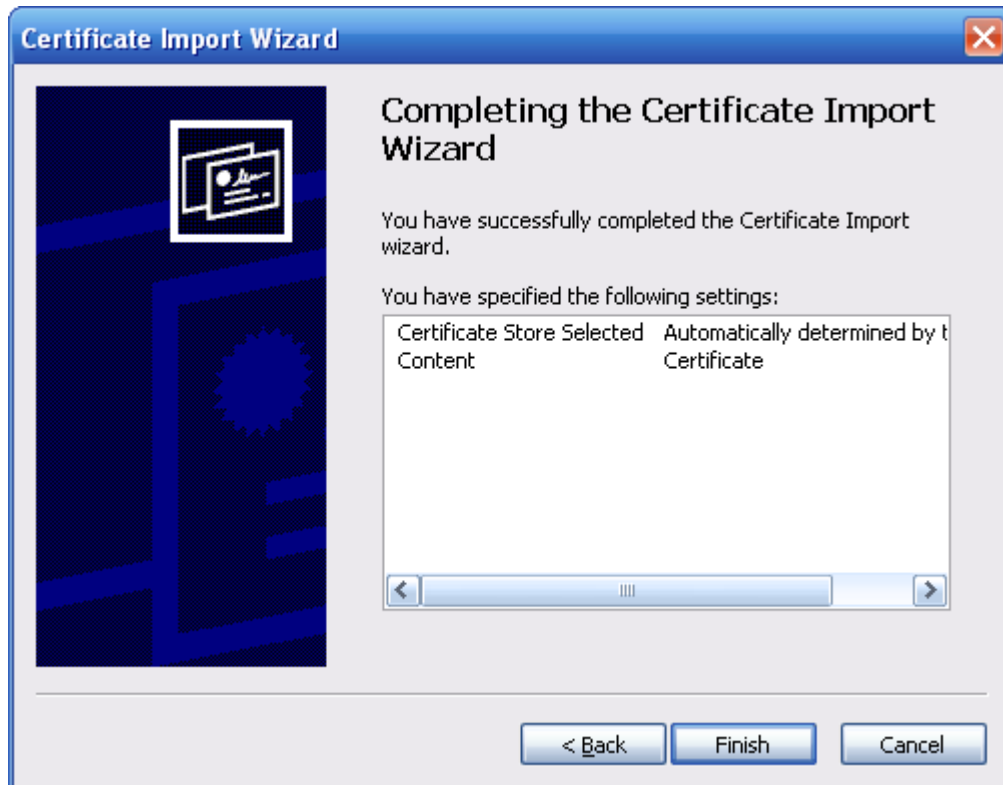 Certificate Import Wizard
Completing the Certificate Import
Wizard
You have successfully completed the Certificate Import
wizard.
You have specified the following settings:
Certificate Store Selected Automatically determined by t
Content Certificate
< Back
Finish
Cancel